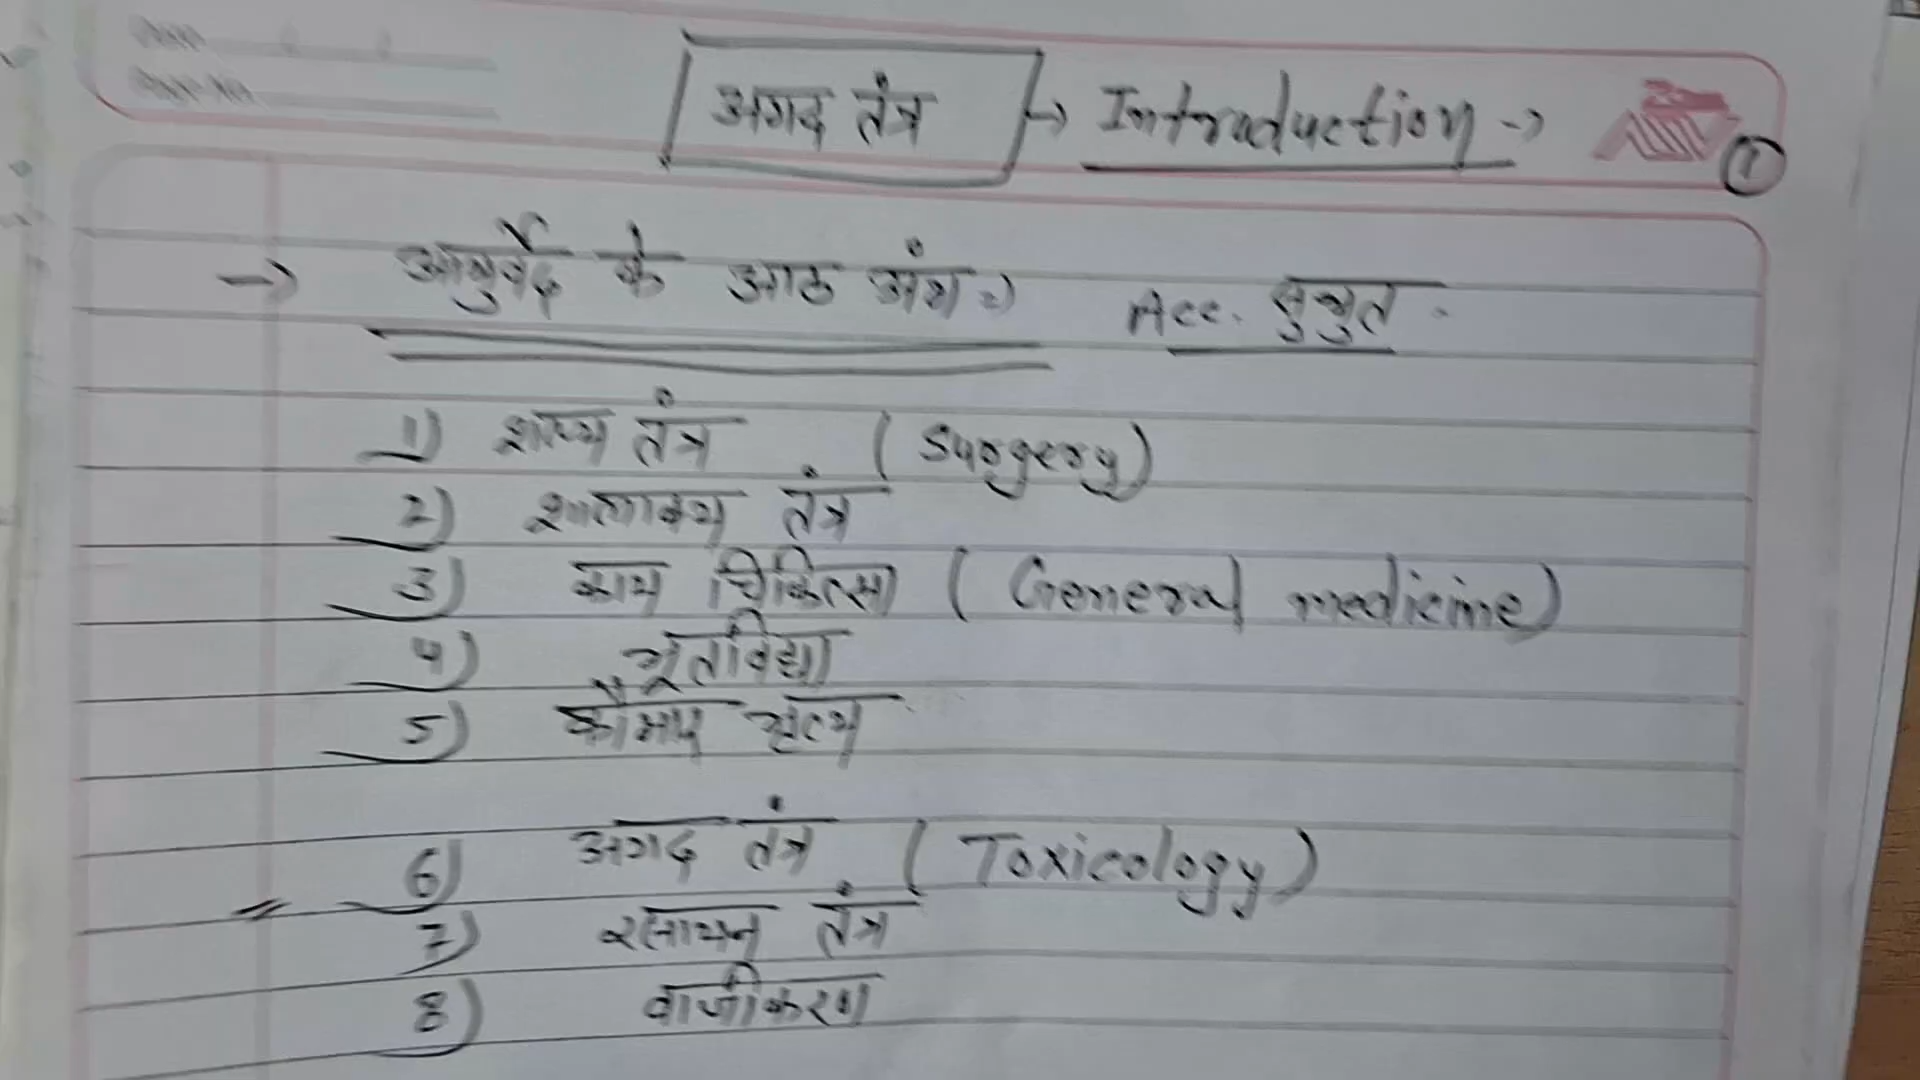 अगद तंत्र → Introduction →
1
→ आयुर्वेद के आठ अंग Acc. सुश्रुत
1) शल्य तंत्र (Surgery)
2) शालाक्य तंत्र
3) काय चिकित्सा (General medicine)
4) भूतविद्या
5) कौमार भृत्य
6) अगद तंत्र (Toxicology)
7) रसायन तंत्र
8) वाजीकरण